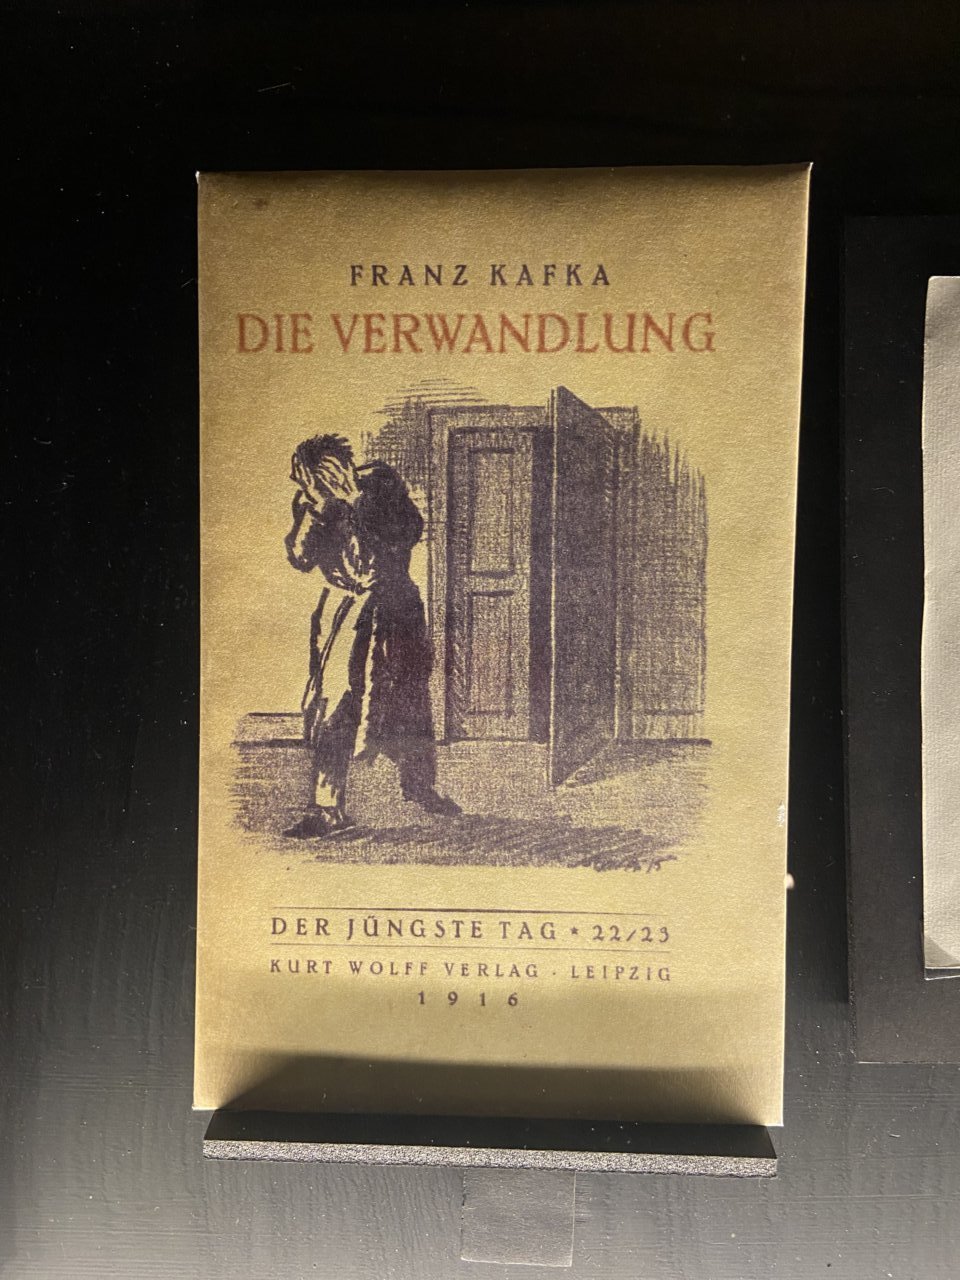 FRANZ KAFKA
DIE VERWANDLUNG
DER JÜNGSTE TAG * 22/23
KURT WOLFF VERLAG · LEIPZIG
1916